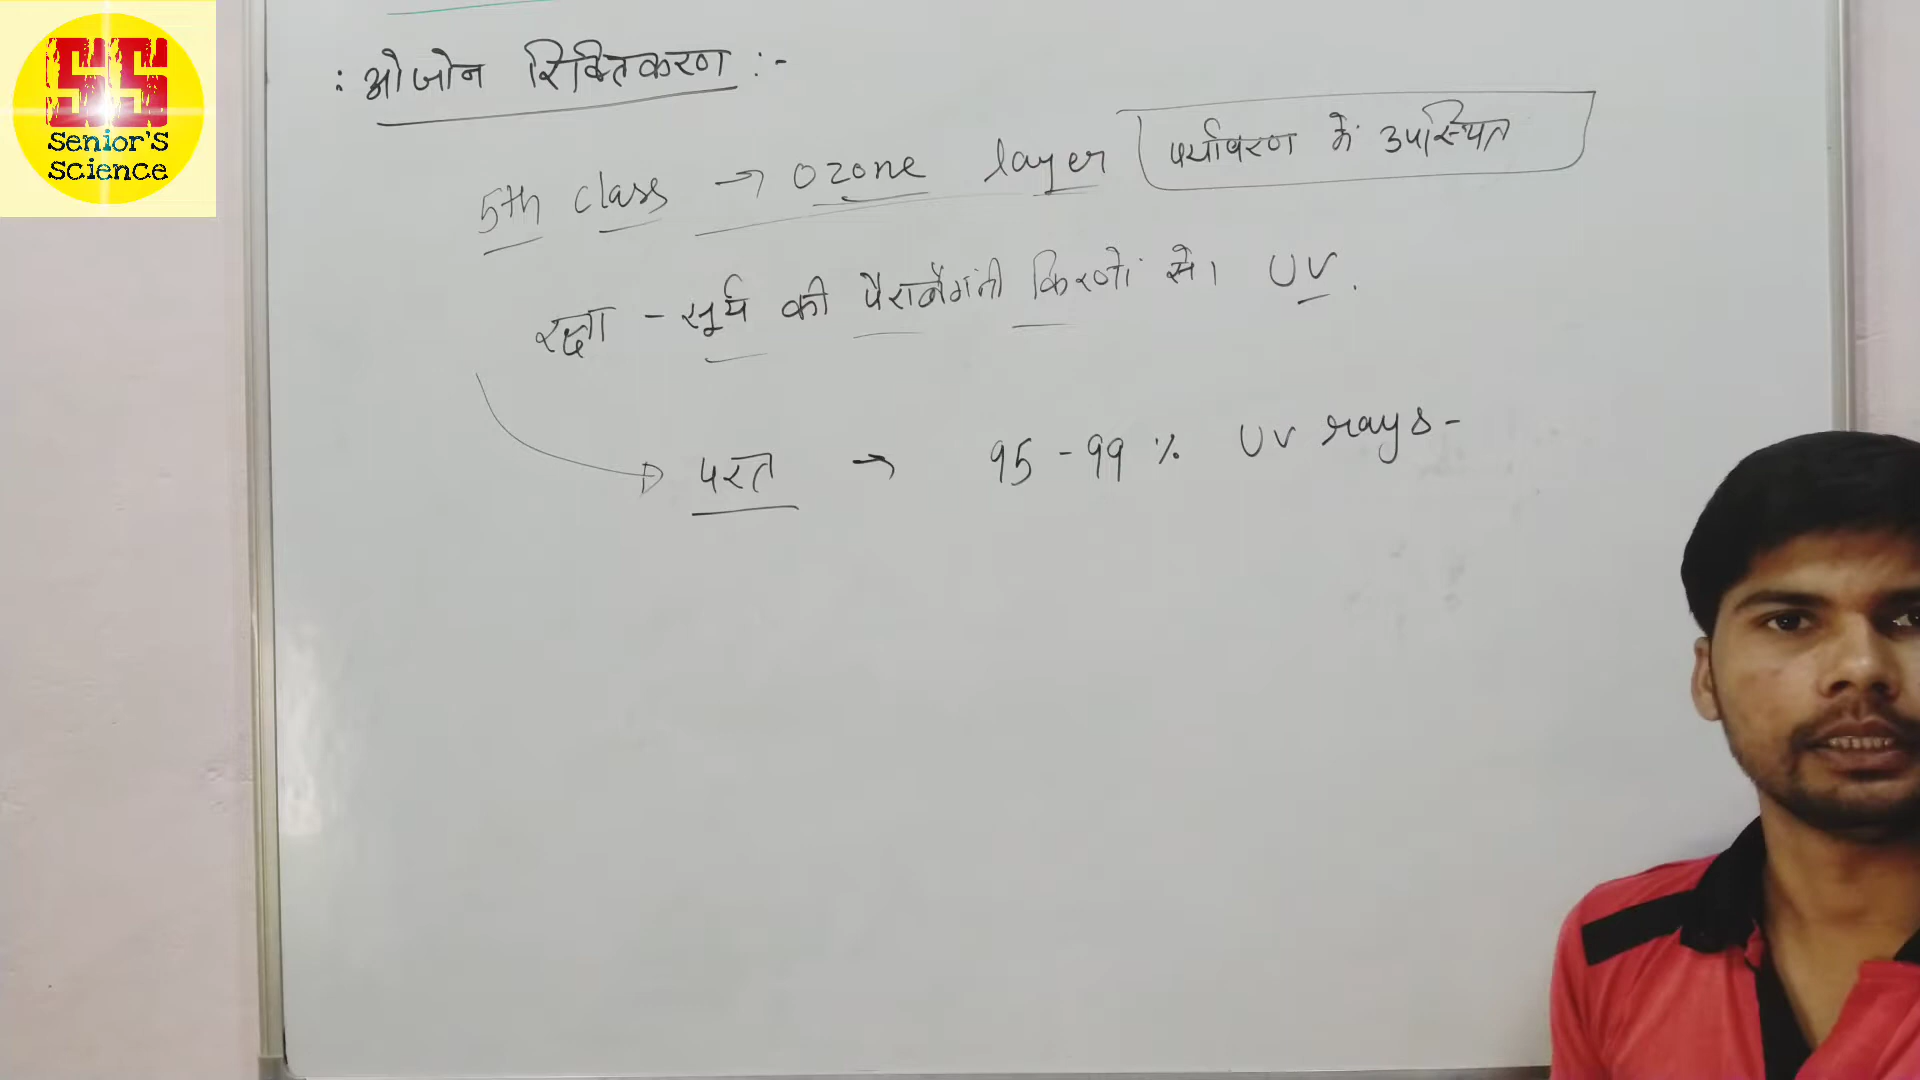 SS
Senior's
Science
: ओजोन रिक्तिकरण :-
5th class → ozone layer पर्यावरण में उपस्थित
रक्षा - सूर्य की पैराबैगंनी किरणों से। UV.
परत → 95-99% UV rays-